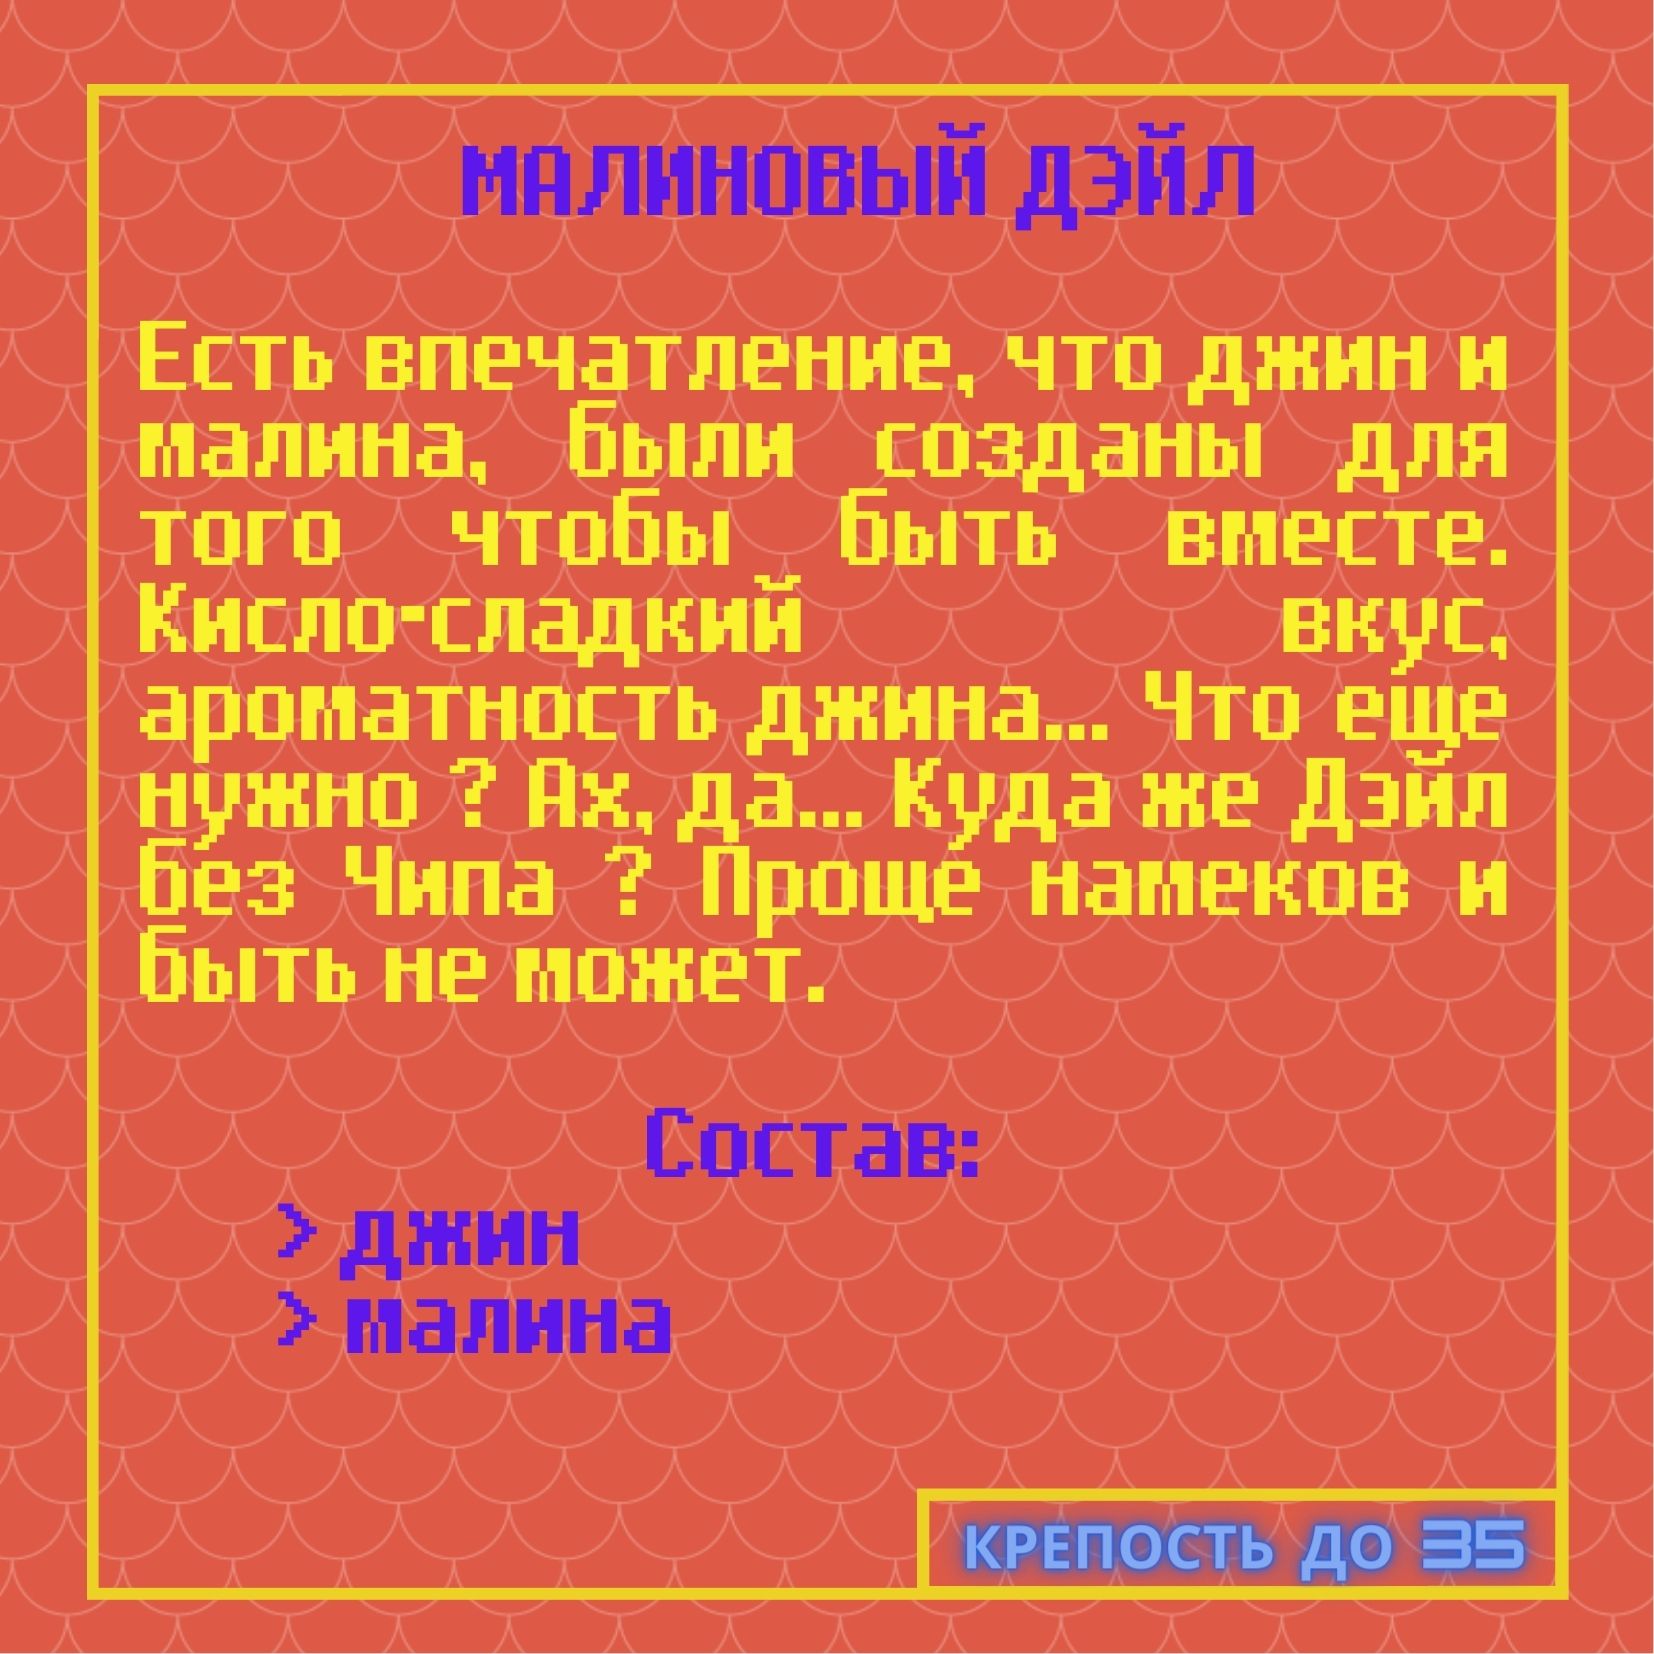 МАЛИНОВЫЙ ДЭЙЛ
Есть впечатление, что джин и
малина, были созданы для
того чтобы быть вместе.
Кисло-сладкий вкус,
ароматность джина... Что еще
нужно ? Ах, да... Куда же Дэйл
без Чипа ? Проще намеков и
быть не может.
Состав:
> джин
> малина
КРЕПОСТЬ ДО 35